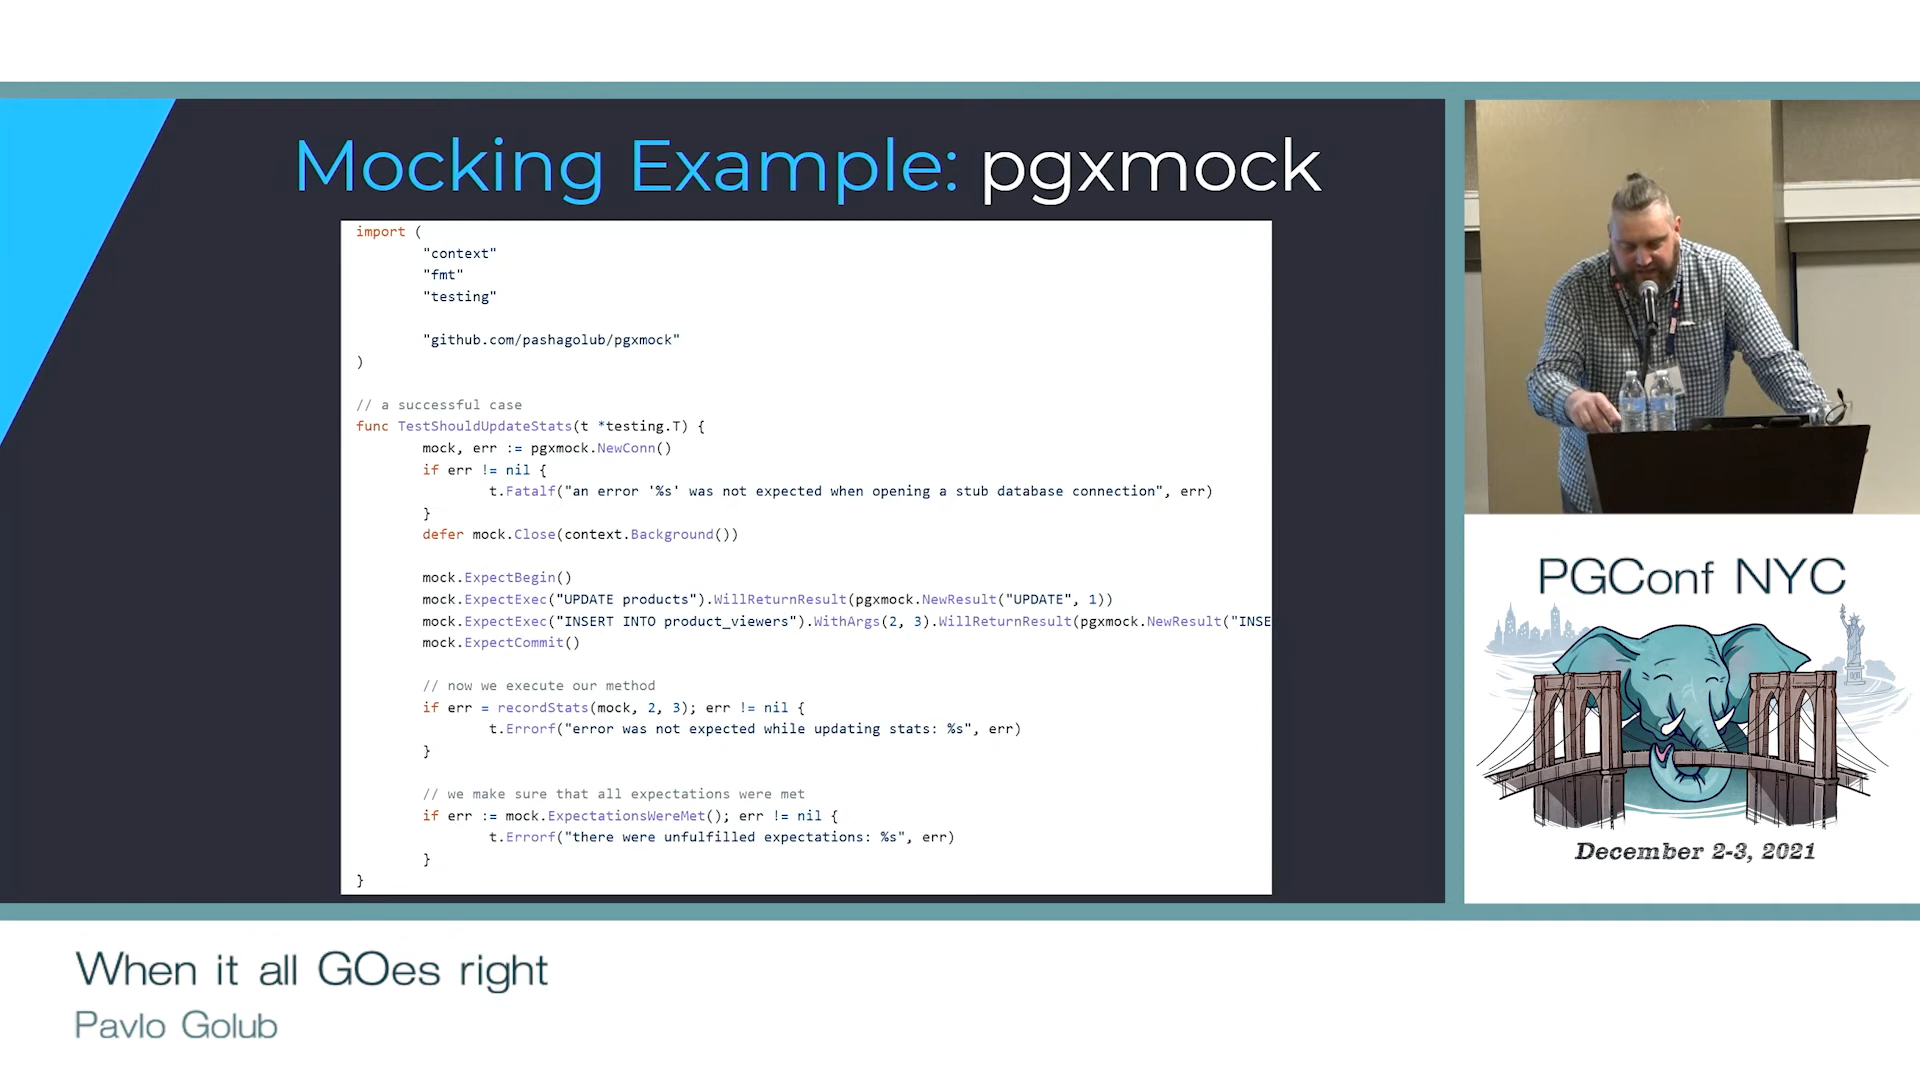 Mocking Example: pgxmock
import (
"context"
"fmt"
"testing"
"github.com/pashagolub/pgxmock"
)
// a successful case
func TestShouldUpdateStats(t *testing.T) {
mock, err := pgxmock.NewConn()
if err != nil {
t.Fatalf("an error '%s' was not expected when opening a stub database connection", err)
}
defer mock.Close(context.Background())
mock.ExpectBegin()
mock.ExpectExec("UPDATE products").WillReturnResult(pgxmock.NewResult("UPDATE", 1))
mock.ExpectExec("INSERT INTO product_viewers").WithArgs(2, 3).WillReturnResult(pgxmock.NewResult("INSE
mock.ExpectCommit()
// now we execute our method
if err = recordStats(mock, 2, 3); err != nil {
t.Errorf("error was not expected while updating stats: %s", err)
}
// we make sure that all expectations were met
if err := mock.ExpectationsWereMet(); err != nil {
t.Errorf("there were unfulfilled expectations: %s", err)
}
}
PGConf NYC
December 2-3, 2021
When it all GOes right
Pavlo Golub